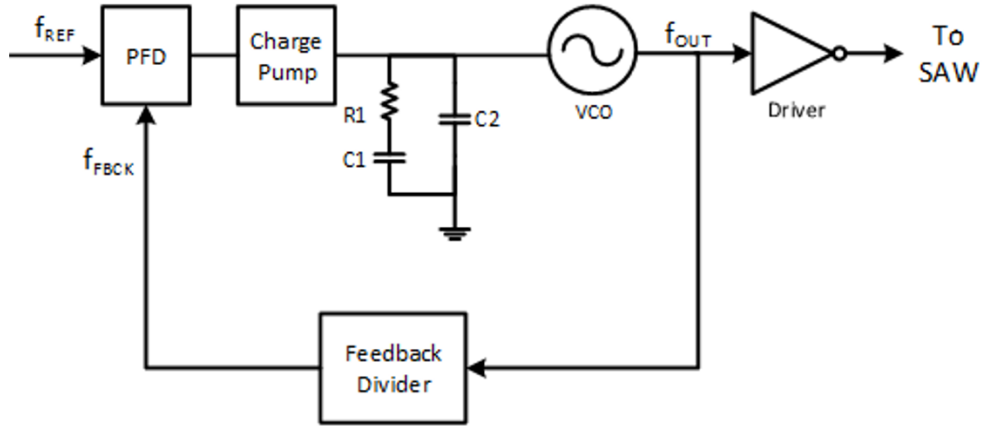 fREF
PFD
Charge
Pump
R1
C1
C2
VCO
fOUT
Driver
To
SAW
fFBCK
Feedback
Divider